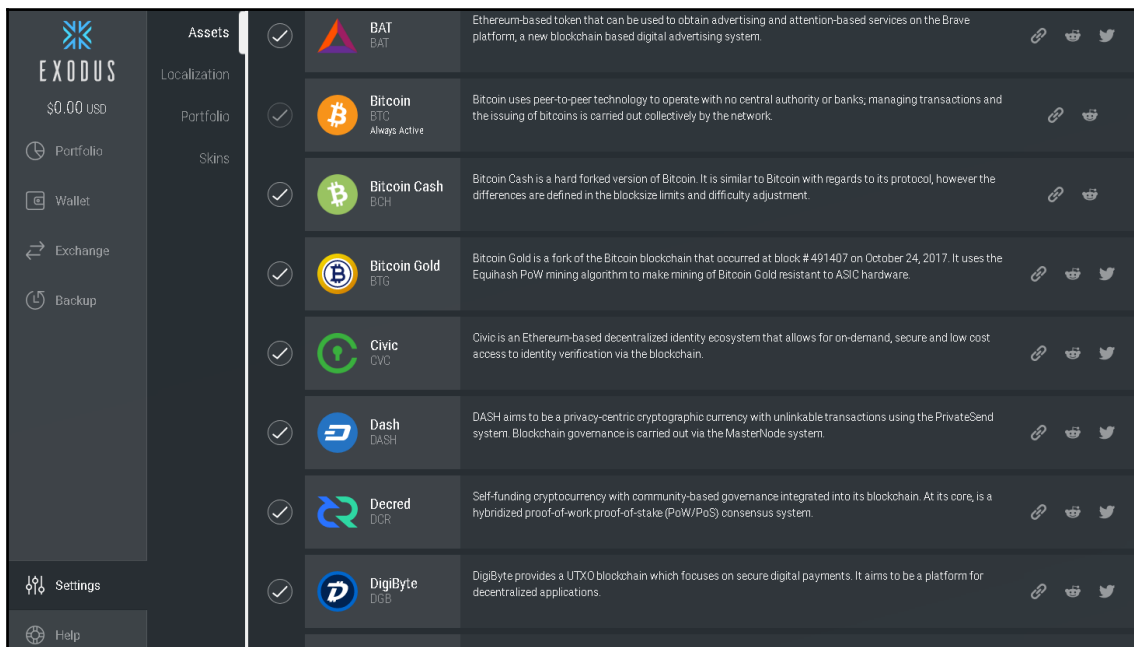 EXODUS
$0.00 USD
Portfolio
Wallet
Exchange
Backup
Settings
Help
Assets
Localization
Portfolio
Skins
BAT
BAT
Ethereum-based token that can be used to obtain advertising and attention-based services on the Brave
platform, a new blockchain based digital advertising system.
Bitcoin
BTC
Always Active
Bitcoin uses peer-to-peer technology to operate with no central authority or banks; managing transactions and
the issuing of bitcoins is carried out collectively by the network.
Bitcoin Cash
BCH
Bitcoin Cash is a hard forked version of Bitcoin. It is similar to Bitcoin with regards to its protocol, however the
differences are defined in the blocksize limits and difficulty adjustment.
Bitcoin Gold
BTG
Bitcoin Gold is a fork of the Bitcoin blockchain that occurred at block # 491407 on October 24, 2017. It uses the
Equihash PoW mining algorithm to make mining of Bitcoin Gold resistant to ASIC hardware.
Civic
CVC
Civic is an Ethereum-based decentralized identity ecosystem that allows for on-demand, secure and low cost
access to identity verification via the blockchain.
Dash
DASH
DASH aims to be a privacy-centric cryptographic currency with unlinkable transactions using the PrivateSend
system. Blockchain governance is carried out via the MasterNode system.
Decred
DCR
Self-funding cryptocurrency with community-based governance integrated into its blockchain. At its core, is a
hybridized proof-of-work proof-of-stake (PoW/PoS) consensus system.
DigiByte
DGB
DigiByte provides a UTXO blockchain which focuses on secure digital payments. It aims to be a platform for
decentralized applications.